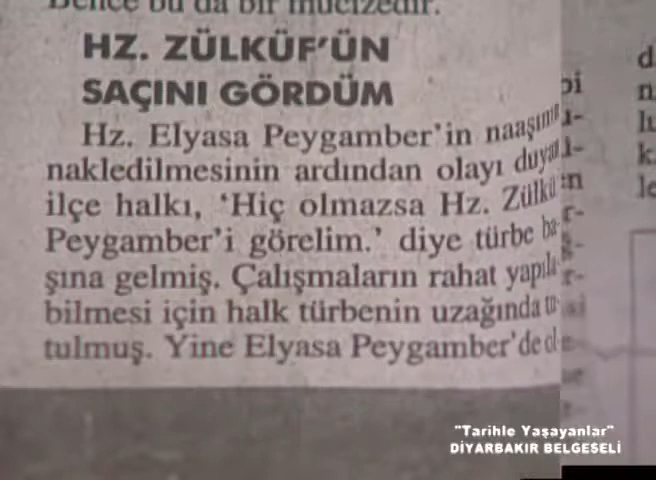 Bence bu da bir mucizedir.
HZ. ZÜLKÜF'ÜN
SAÇINI GÖRDÜM
Hz. Elyasa Peygamber'in naaşının
nakledilmesinin ardından olayı duyan
ilçe halkı, 'Hiç olmazsa Hz. Zülkü
Peygamber'i görelim.' diye türbe ba-
şına gelmiş. Çalışmaların rahat yapıla-
bilmesi için halk türbenin uzağında tu-
tulmuş. Yine Elyasa Peygamber'de ol
"Tarihle Yaşayanlar"
DİYARBAKIR BELGESELİ